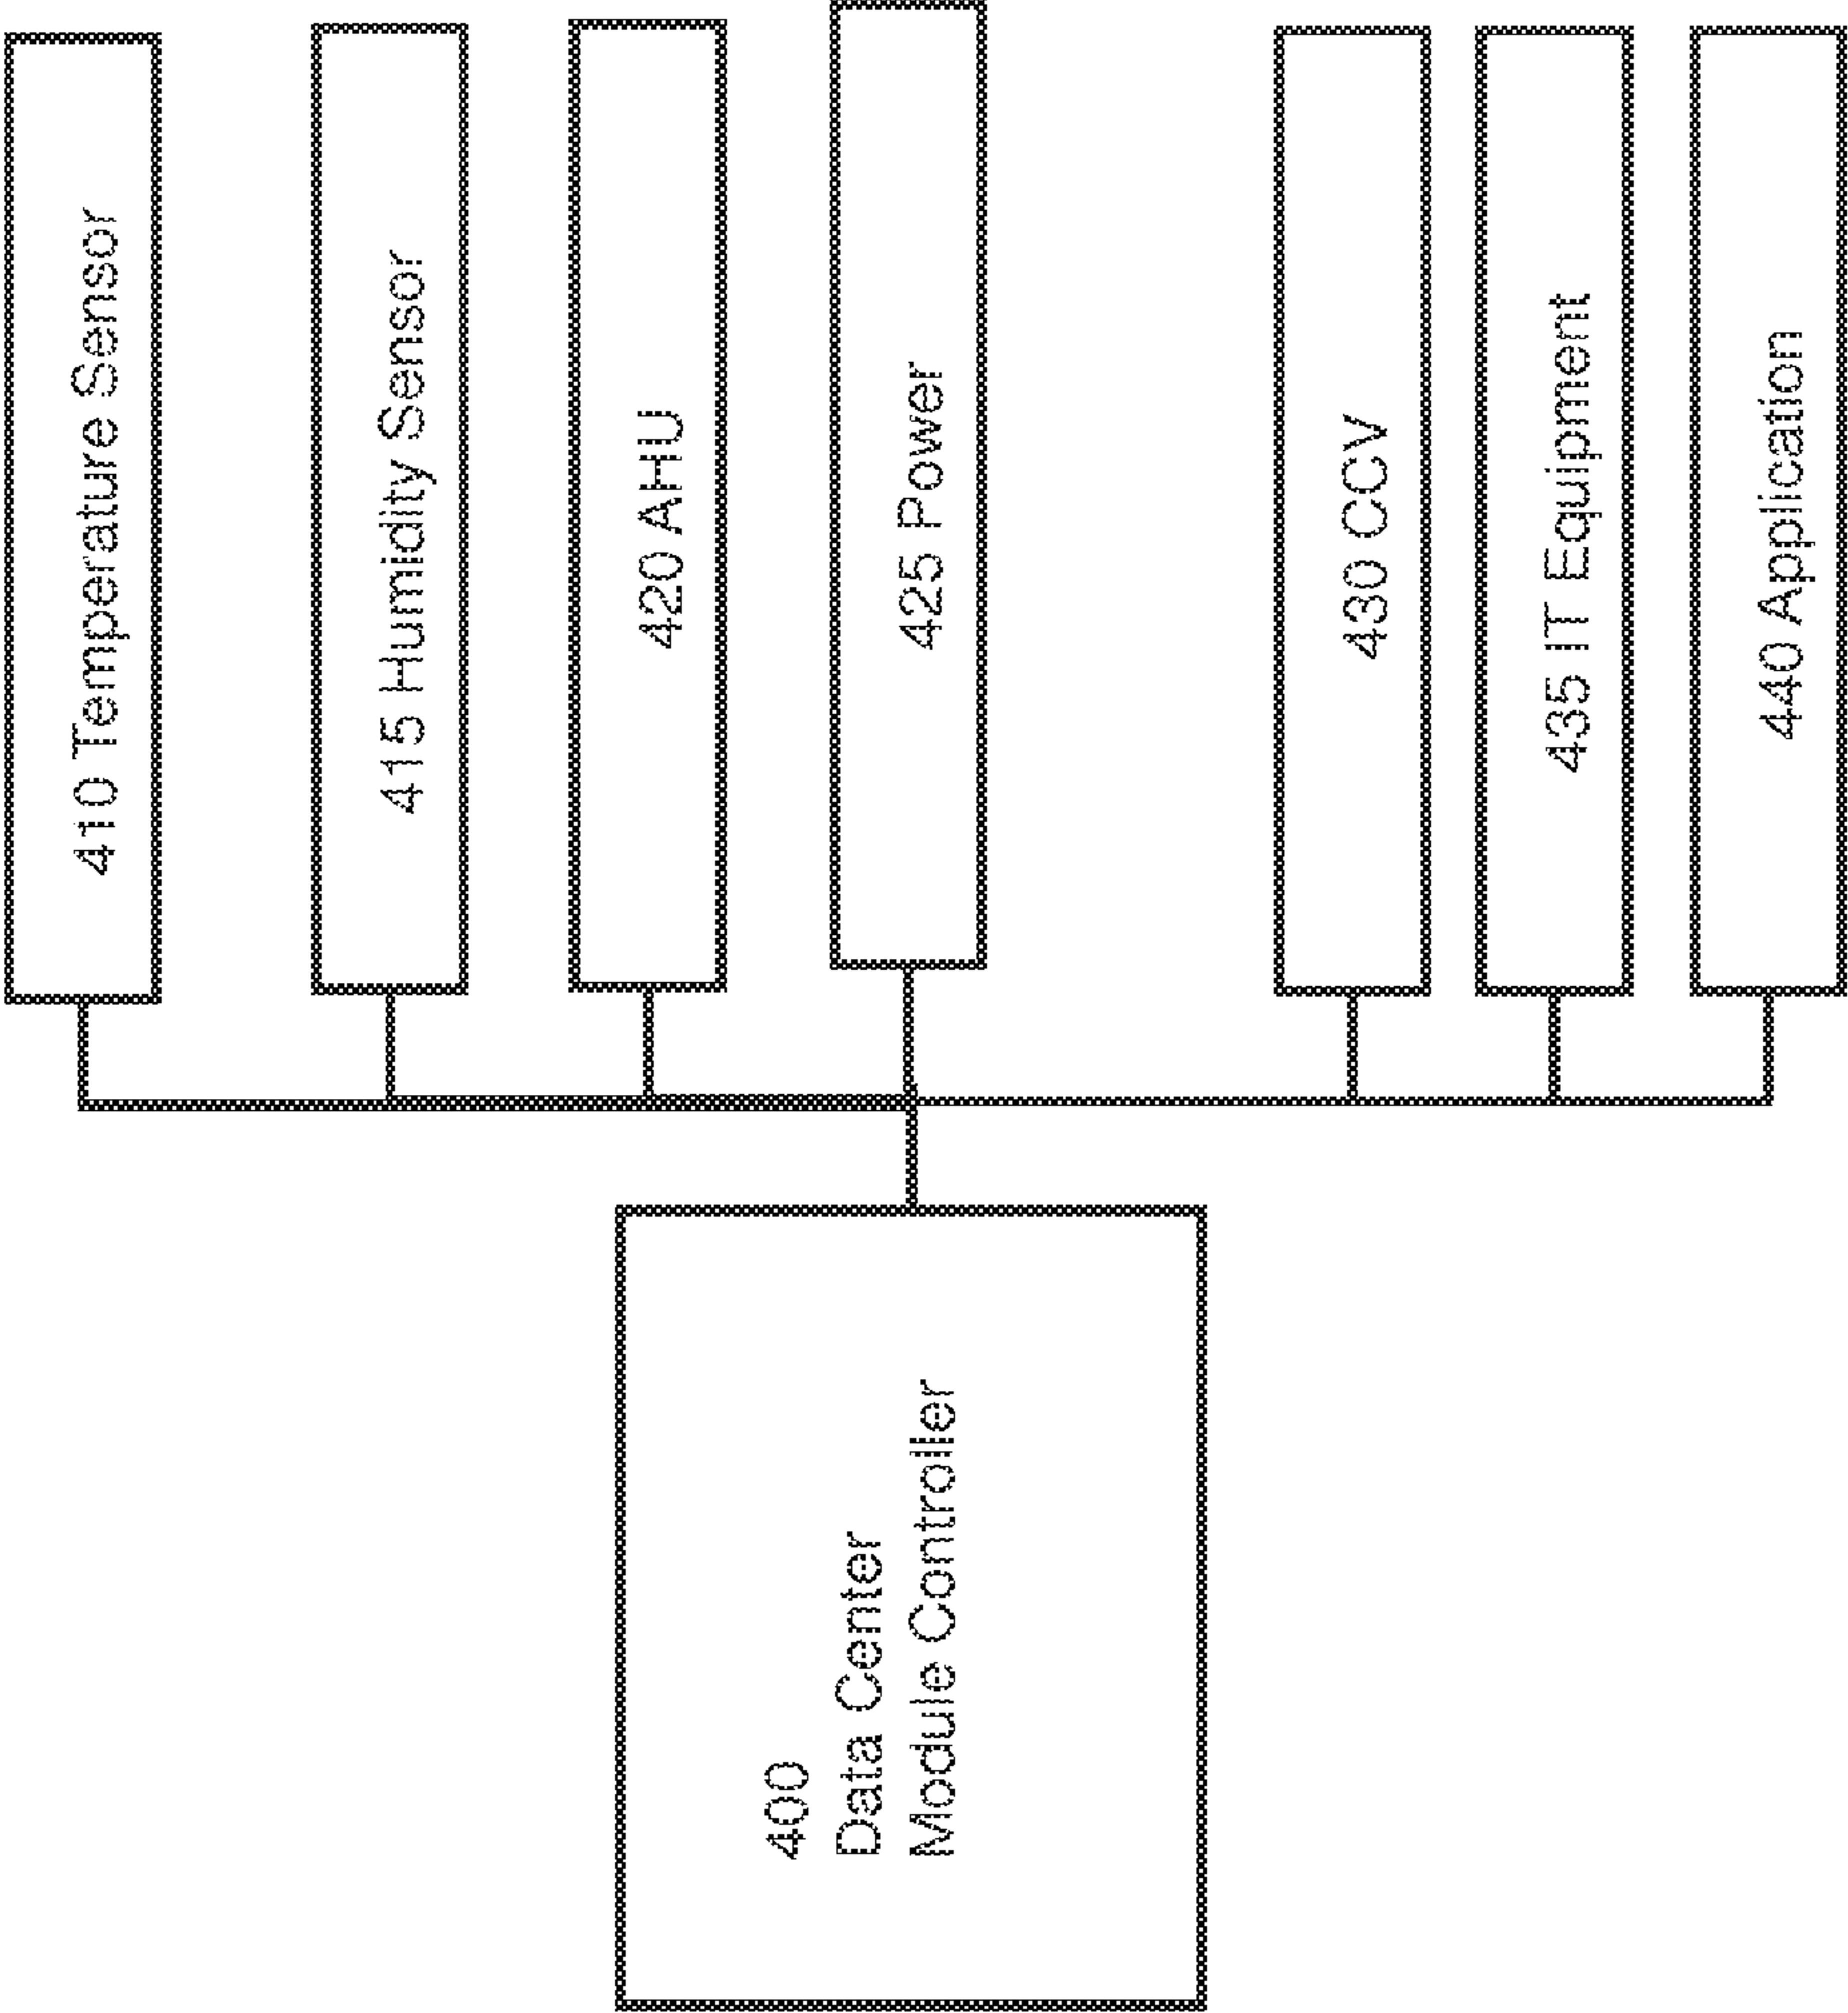 410 Temperature Sensor
415 Humidity Sensor
420 AHU
425 Power
430 CCV
435 IT Equipment
440 Application
400
Data Center
Module Controller